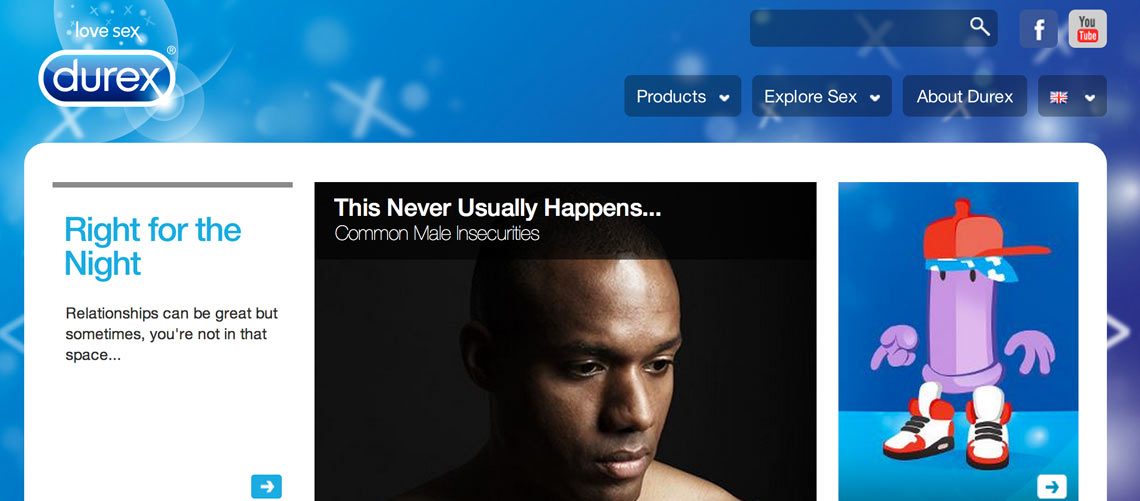 love sex
durex®
f
You
Tube
Products
Explore Sex
About Durex
Right for the
Night
Relationships can be great but
sometimes, you're not in that
space...
This Never Usually Happens...
Common Male Insecurities